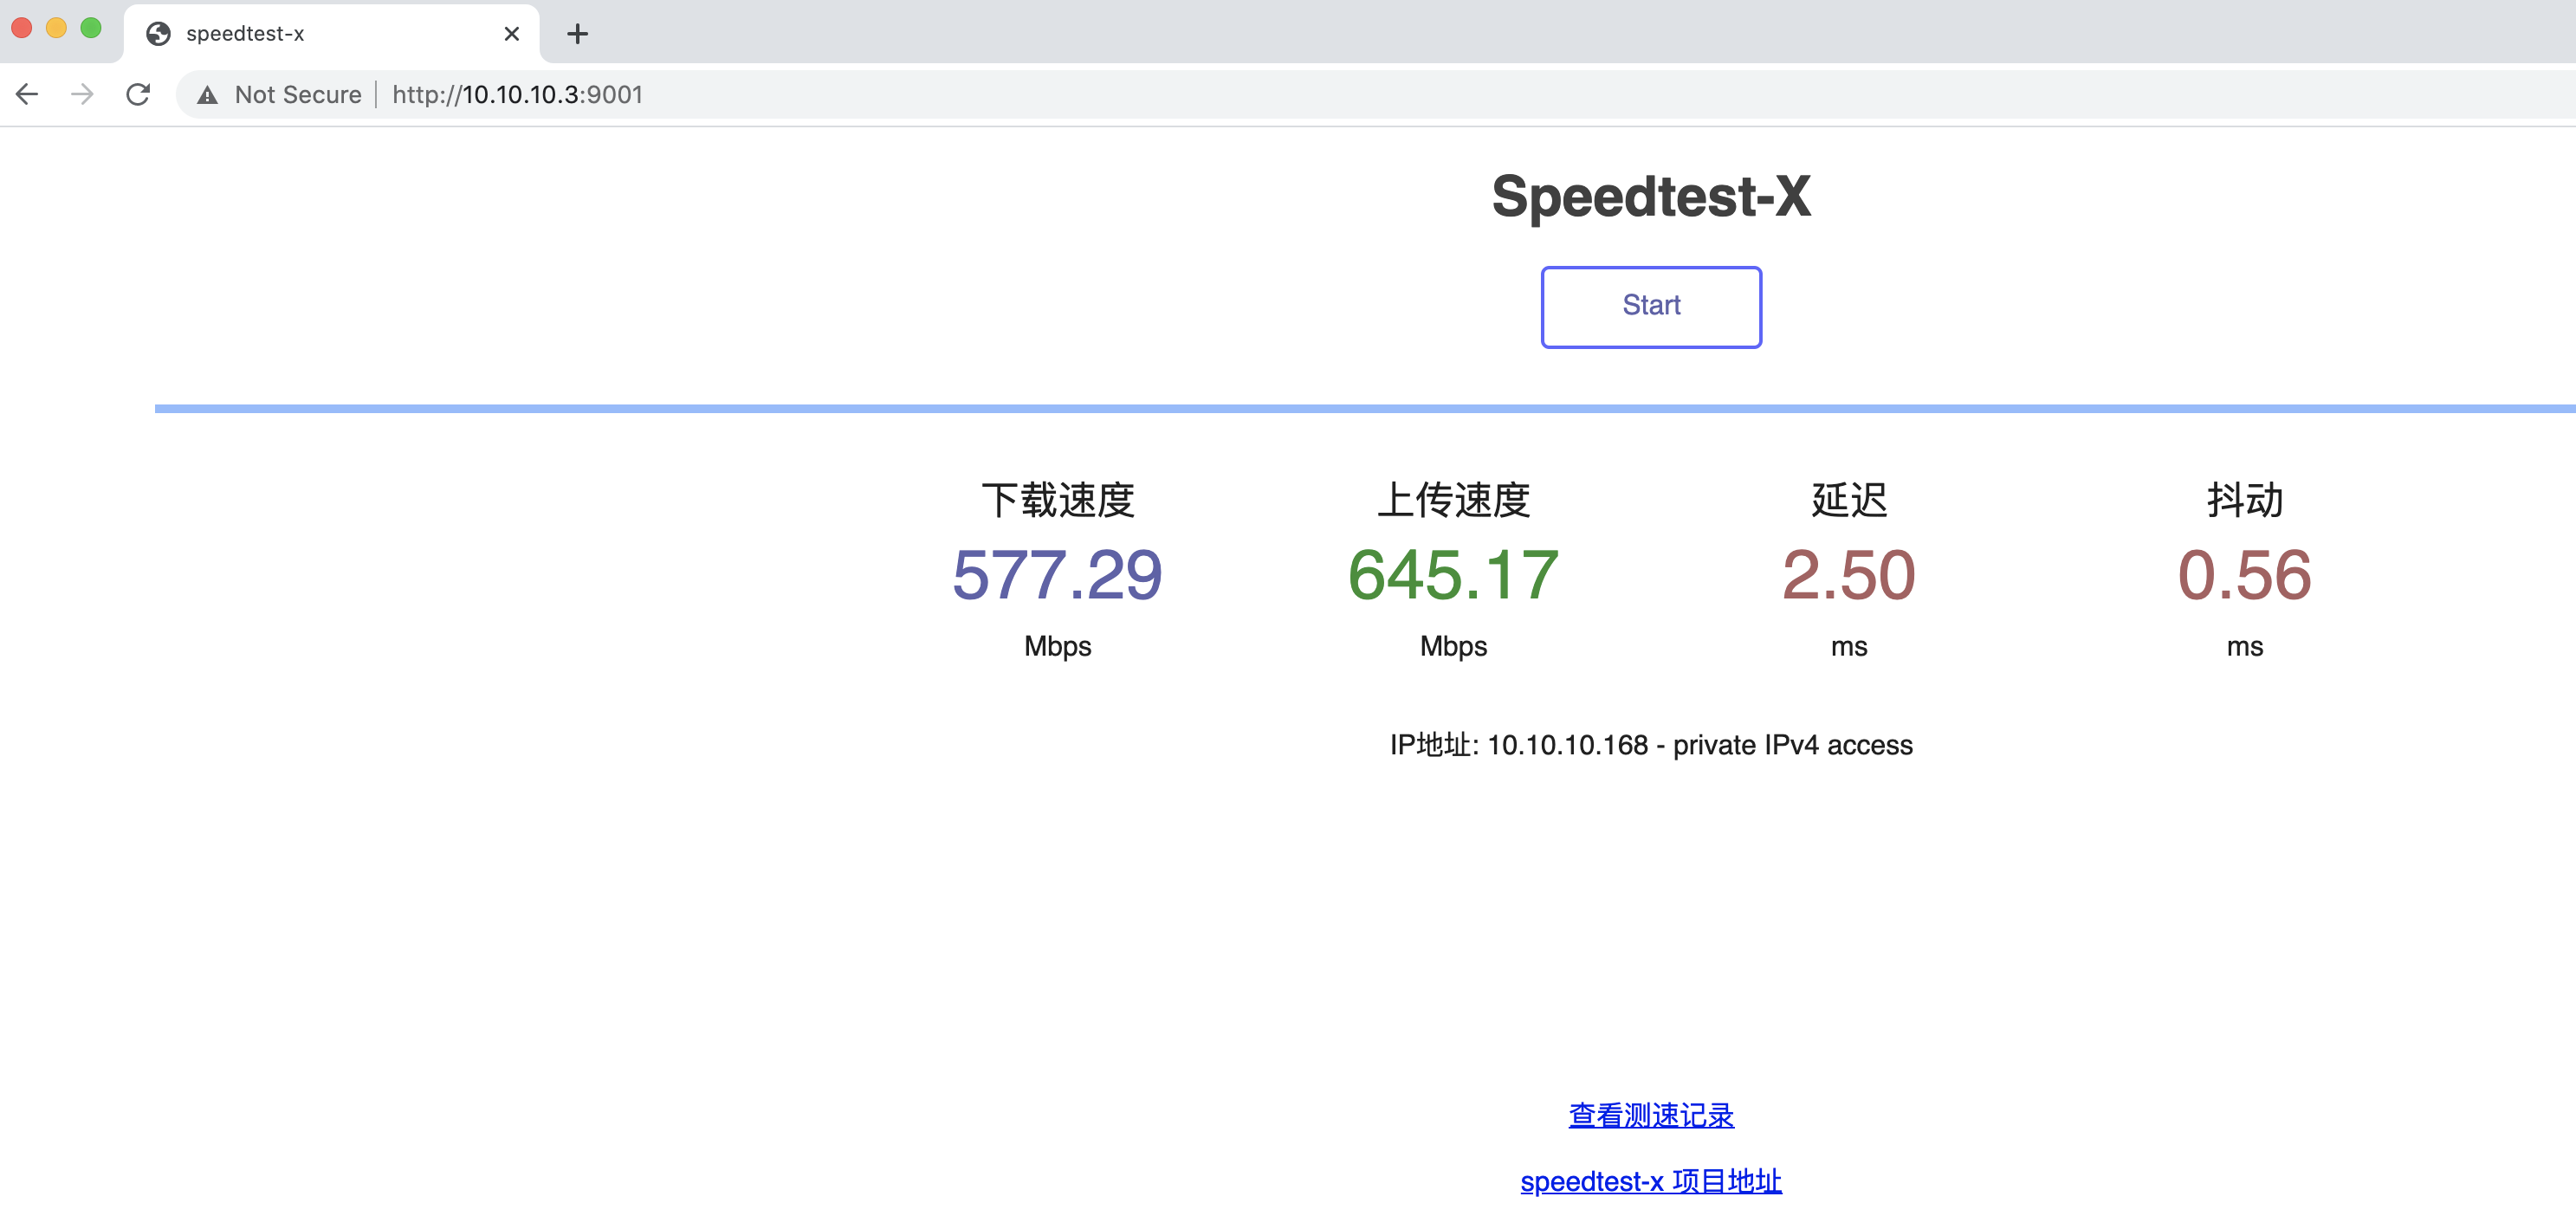 speedtest-x
Not Secure http://10.10.10.3:9001
Speedtest-X
Start
下载速度 上传速度 延迟 抖动
577.29 645.17 2.50 0.56
Mbps Mbps ms ms
IP地址: 10.10.10.168 - private IPv4 access
查看测速记录
speedtest-x 项目地址